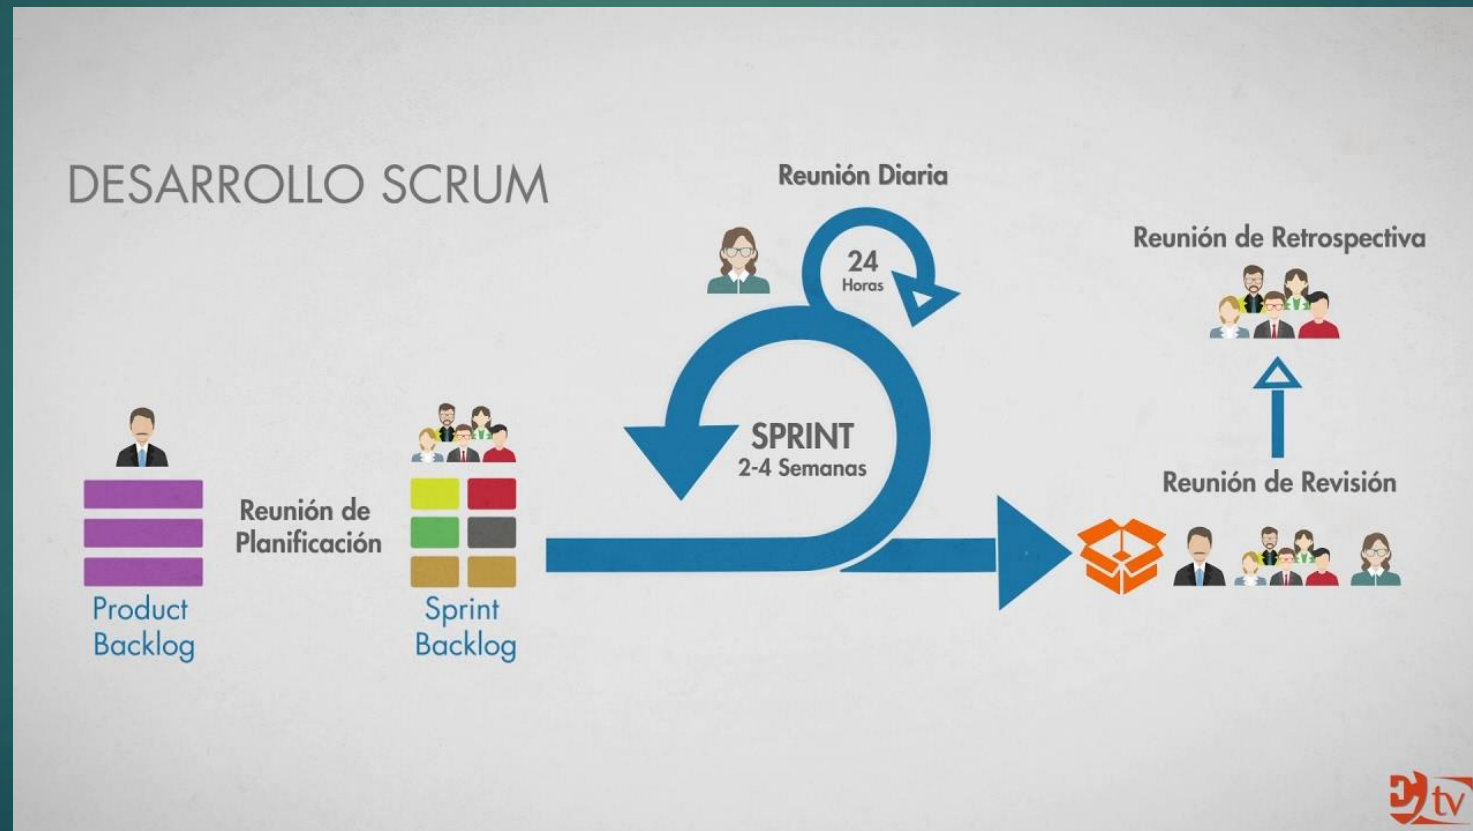 DESARROLLO SCRUM
Reunión Diaria
24
Horas
Reunión de Retrospectiva
SPRINT
2-4 Semanas
Reunión de Revisión
Reunión de
Planificación
Product
Backlog
Sprint
Backlog
E tv